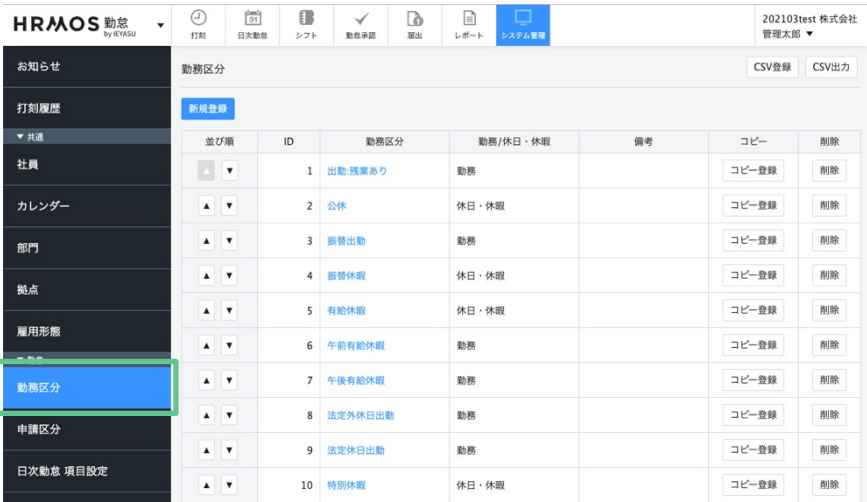 HRMOS 勤怠 ▼
by IEYASU
打刻
31
日次勤怠
シフト
勤怠承認
届出
レポート
システム管理
202103test 株式会社
管理太郎 ▼
お知らせ
打刻履歴
▼ 共通
社員
カレンダー
部門
拠点
雇用形態
勤務区分
申請区分
日次勤怠 項目設定
勤務区分
CSV登録 CSV出力
新規登録
並び順 ID 勤務区分 勤務/休日・休暇 備考 コピー 削除
▲ ▼ 1 出勤:残業あり 勤務 コピー登録 削除
▲ ▼ 2 公休 休日・休暇 コピー登録 削除
▲ ▼ 3 振替出勤 勤務 コピー登録 削除
▲ ▼ 4 振替休暇 休日・休暇 コピー登録 削除
▲ ▼ 5 有給休暇 休日・休暇 コピー登録 削除
▲ ▼ 6 午前有給休暇 勤務 コピー登録 削除
▲ ▼ 7 午後有給休暇 勤務 コピー登録 削除
▲ ▼ 8 法定外休日出勤 勤務 コピー登録 削除
▲ ▼ 9 法定休日出勤 勤務 コピー登録 削除
▲ ▼ 10 特別休暇 休日・休暇 コピー登録 削除